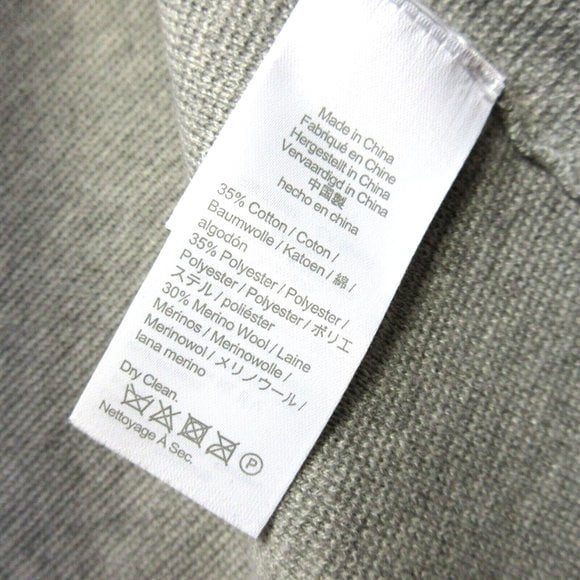 Made in China
Fabriqué en Chine
Hergestellt in China
Vervaardigd in China
中国製
hecho en china
35% Cotton / Coton /
Baumwolle / Katoen / 綿 /
algodón
35% Polyester / Polyester /
Polyester / Polyester / ポリエ
ステル / poliéster
30% Merino Wool / Laine
Mérinos / Merinowolle /
Merinowol / メリノウール /
lana merino
Dry Clean.
P
Nettoyage À Sec.